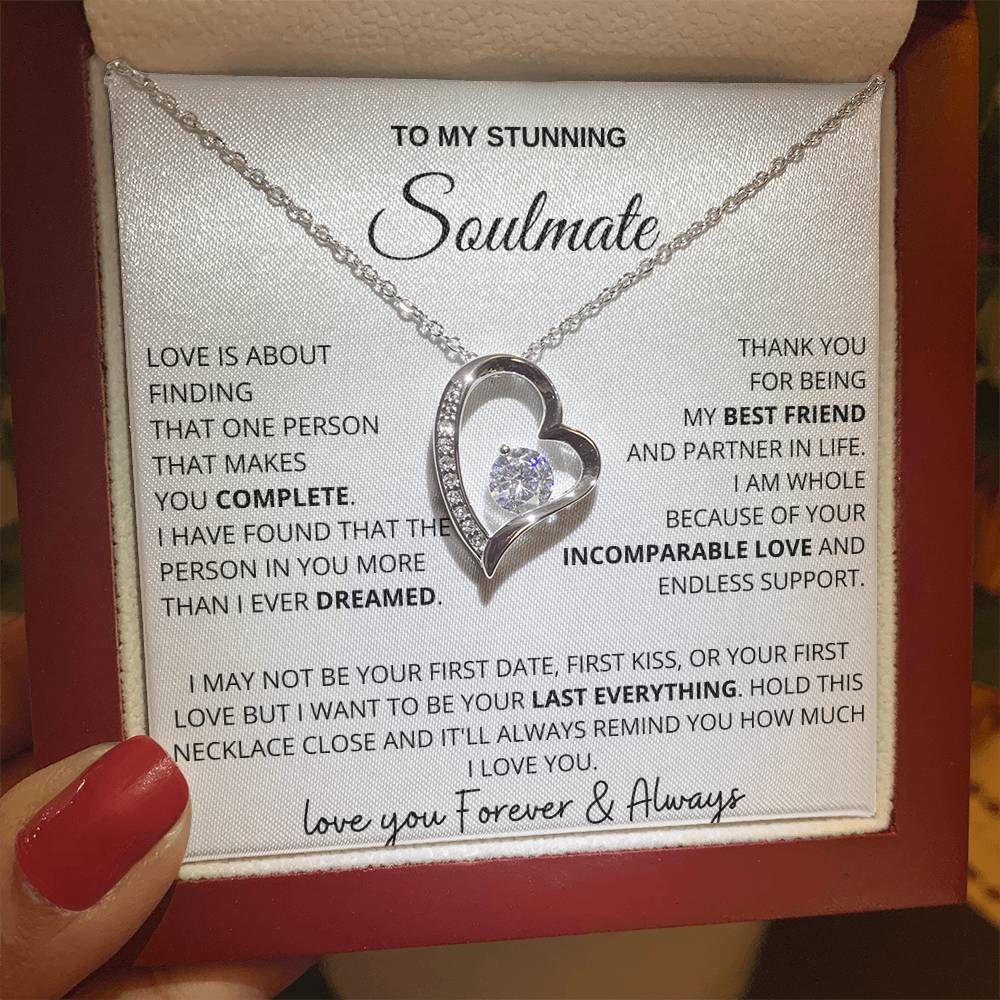 TO MY STUNNING
Soulmate
LOVE IS ABOUT
FINDING
THAT ONE PERSON
THAT MAKES
YOU COMPLETE.
I HAVE FOUND THAT THE
PERSON IN YOU MORE
THAN I EVER DREAMED.
THANK YOU
FOR BEING
MY BEST FRIEND
AND PARTNER IN LIFE.
I AM WHOLE
BECAUSE OF YOUR
INCOMPARABLE LOVE AND
ENDLESS SUPPORT.
I MAY NOT BE YOUR FIRST DATE, FIRST KISS, OR YOUR FIRST
LOVE BUT I WANT TO BE YOUR LAST EVERYTHING. HOLD THIS
NECKLACE CLOSE AND IT'LL ALWAYS REMIND YOU HOW MUCH
I LOVE YOU.
love you Forever & Always